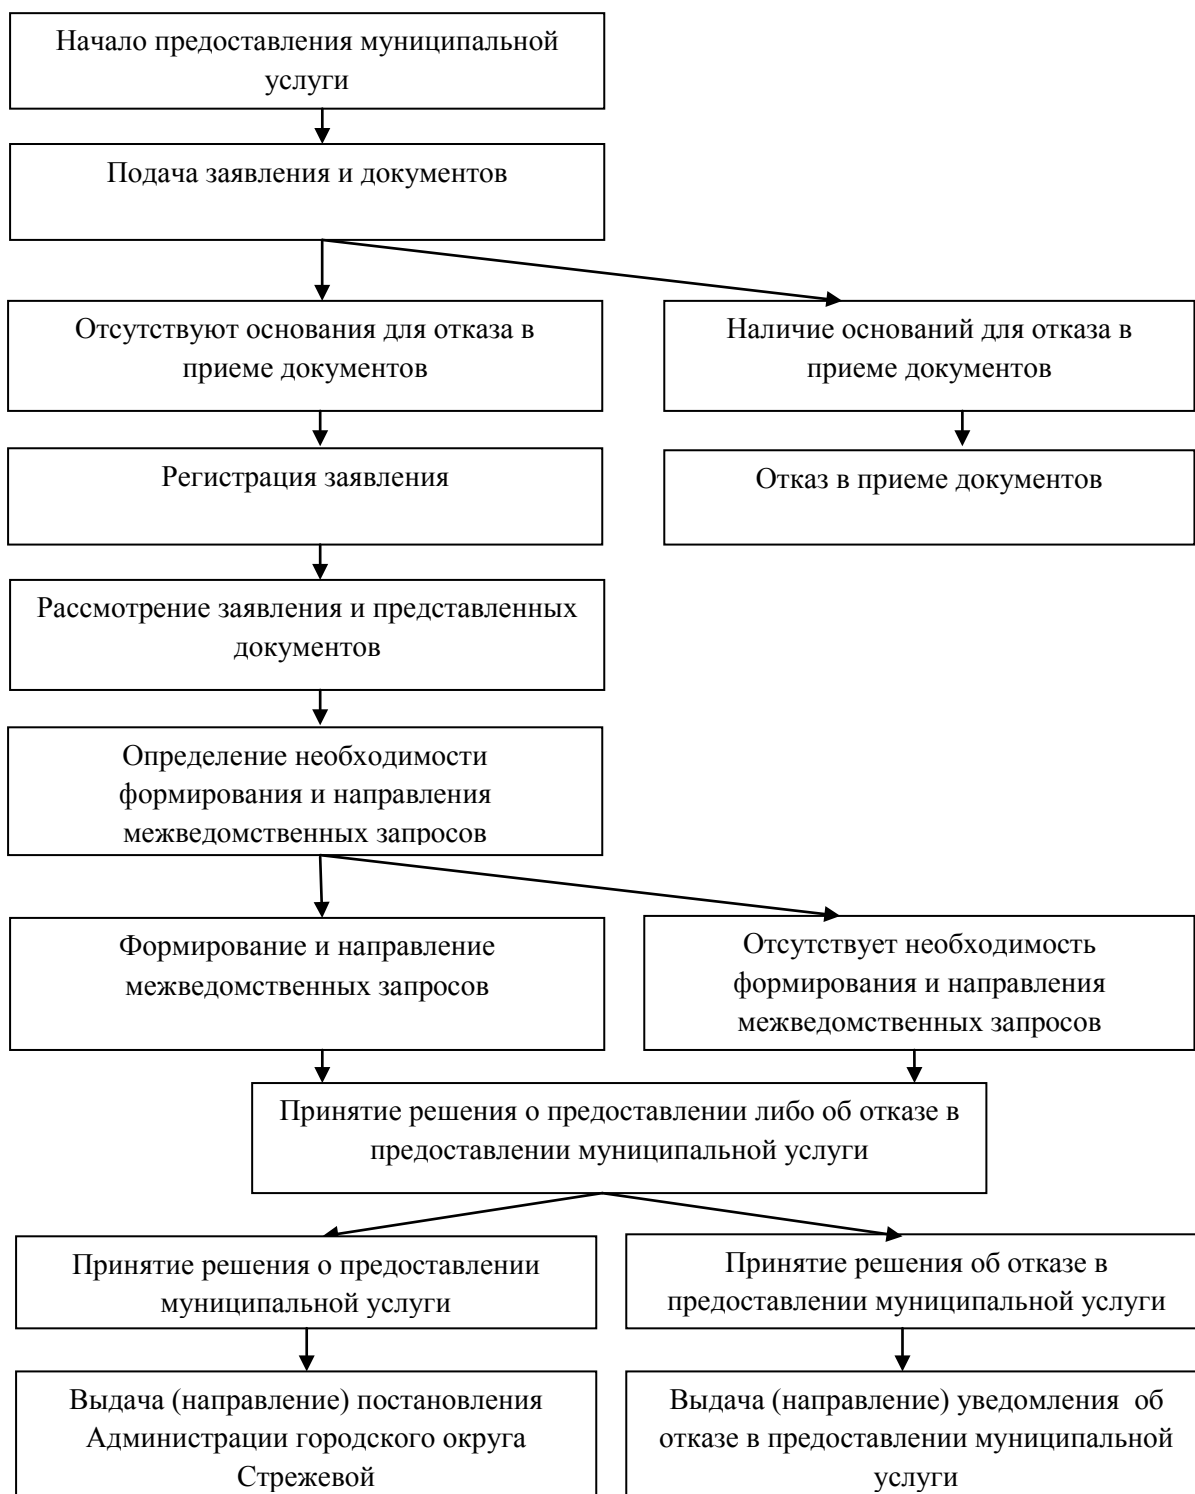 Начало предоставления муниципальной
услуги
Подача заявления и документов
Отсутствуют основания для отказа в
приеме документов
Наличие оснований для отказа в
приеме документов
Регистрация заявления
Отказ в приеме документов
Рассмотрение заявления и представленных
документов
Определение необходимости
формирования и направления
межведомственных запросов
Формирование и направление
межведомственных запросов
Отсутствует необходимость
формирования и направления
межведомственных запросов
Принятие решения о предоставлении либо об отказе в
предоставлении муниципальной услуги
Принятие решения о предоставлении
муниципальной услуги
Принятие решения об отказе в
предоставлении муниципальной услуги
Выдача (направление) постановления
Администрации городского округа
Стрежевой
Выдача (направление) уведомления  об
отказе в предоставлении муниципальной
услуги